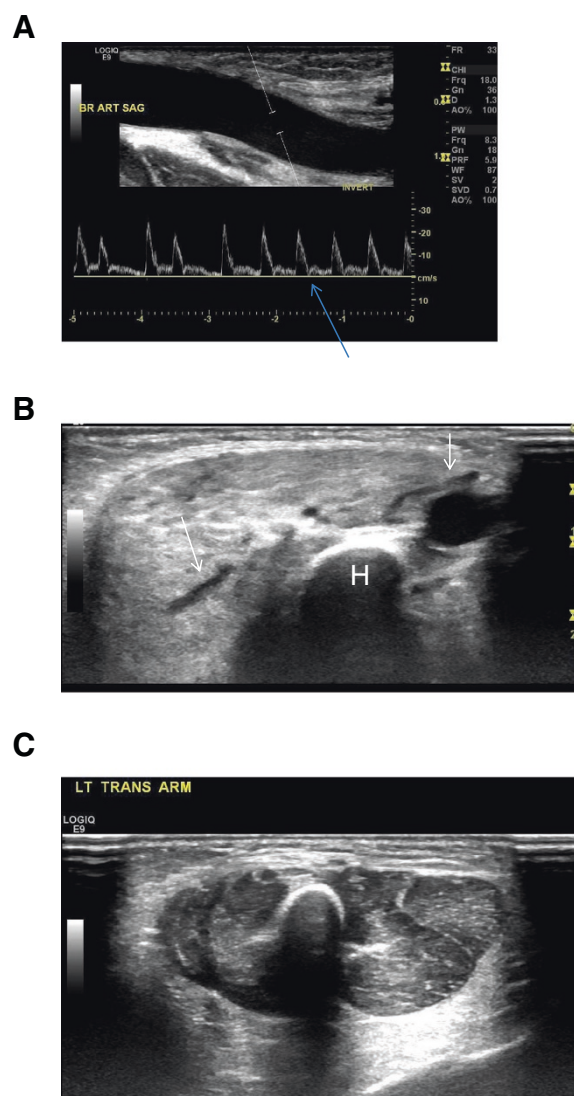 A
LOGIQ
E9
BR ART SAG
INVERT
FR 33
CHI
Frq 18.0
Gn 36
D 1.3
AO% 100
PW
Frq 8.3
Gn 18
PRF 5.9
WF 87
SV 2
SVD 0.7
AO% 100
-30
-20
-10
cm/s
10
-5 -4 -3 -2 -1 -0
B
H
C
LT TRANS ARM
LOGIQ
E9